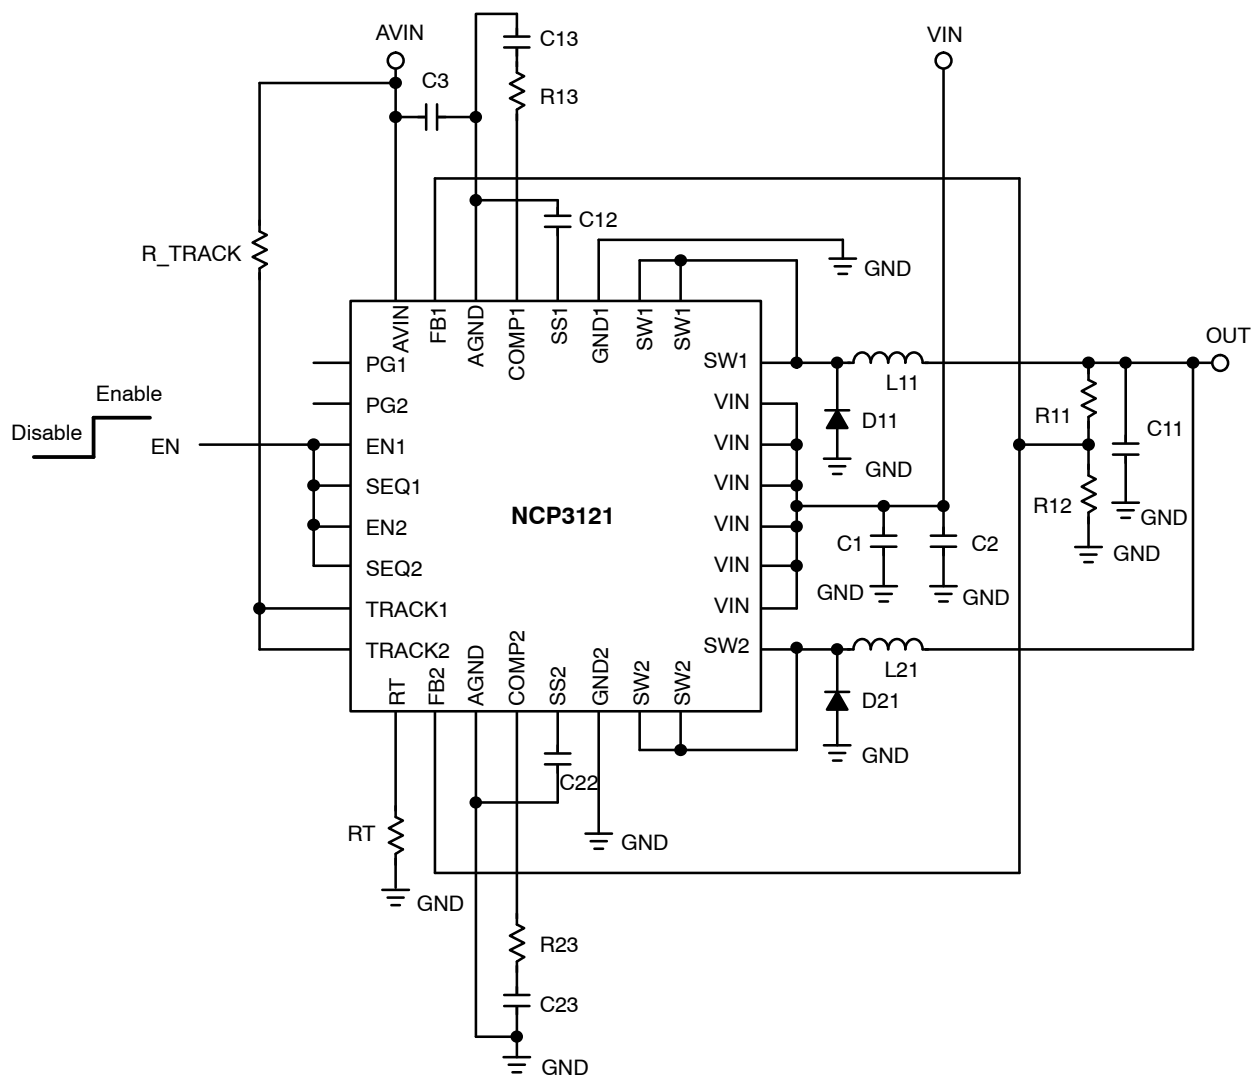 AVIN
C13
VIN
C3
R13
C12
R_TRACK
GND
AVIN
FB1
AGND
COMP1
SS1
GND1
SW1
SW1
OUT
PG1
SW1
L11
Enable
Disable
PG2
VIN
D11
R11
C11
EN
EN1
VIN
GND
SEQ1
VIN
R12
NCP3121
GND
EN2
VIN
C1
C2
GND
SEQ2
VIN
GND
GND
TRACK1
VIN
TRACK2
SW2
L21
RT
FB2
AGND
COMP2
SS2
GND2
SW2
SW2
D21
GND
C22
RT
GND
GND
R23
C23
GND